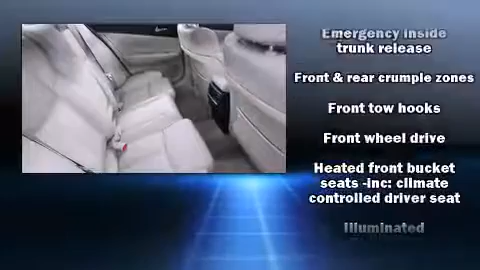 Emergency inside
trunk release
Front & rear crumple zones
Front tow hooks
Front wheel drive
Heated front bucket
seats -inc: climate
controlled driver seat
Illuminated